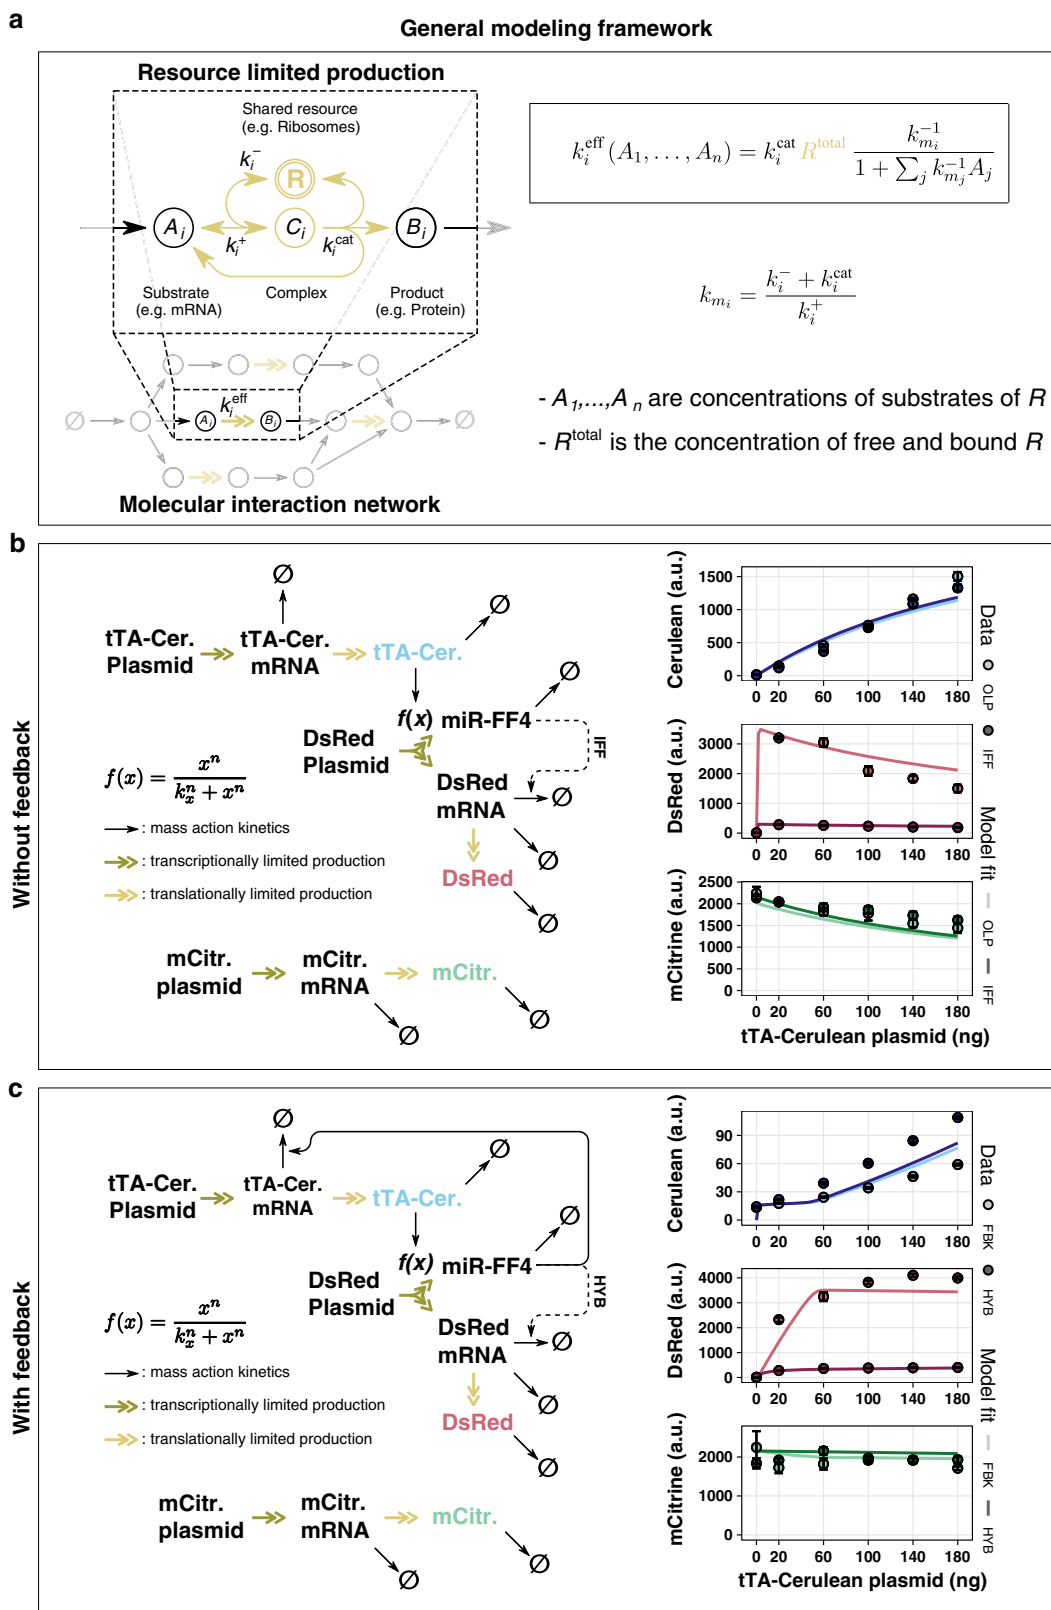 a
General modeling framework
Resource limited production
Shared resource
(e.g. Ribosomes)
k_i^-
R
A_i
C_i
B_i
k_i^+
k_i^cat
Substrate
(e.g. mRNA)
Complex
Product
(e.g. Protein)
k_i^eff
∅
A_i
B_i
∅
Molecular interaction network
k_i^eff (A_1, . . . , A_n) = k_i^cat R^total k_{m_i}^{-1} / (1 + ∑_j k_{m_j}^{-1} A_j)
k_{m_i} = (k_i^- + k_i^cat) / k_i^+
- A_1,...,A_n are concentrations of substrates of R
- R^total is the concentration of free and bound R
b
Without feedback
∅
tTA-Cer.
Plasmid
tTA-Cer.
mRNA
tTA-Cer.
∅
∅
f(x)
miR-FF4
DsRed
Plasmid
IFF
f(x) = x^n / (k_x^n + x^n)
DsRed
mRNA
∅
: mass action kinetics
: transcriptionally limited production
: translationally limited production
∅
DsRed
∅
mCitr.
plasmid
mCitr.
mRNA
mCitr.
∅
∅
Cerulean (a.u.)
1500
1000
500
0
0 20 60 100 140 180
DsRed (a.u.)
3000
2000
1000
0
0 20 60 100 140 180
mCitrine (a.u.)
2500
2000
1500
1000
500
0
0 20 60 100 140 180
tTA-Cerulean plasmid (ng)
Data
OLP
IFF
Model fit
OLP
IFF
c
With feedback
∅
tTA-Cer.
Plasmid
tTA-Cer.
mRNA
tTA-Cer.
∅
∅
f(x)
miR-FF4
DsRed
Plasmid
HYB
f(x) = x^n / (k_x^n + x^n)
DsRed
mRNA
∅
: mass action kinetics
: transcriptionally limited production
: translationally limited production
∅
DsRed
∅
mCitr.
plasmid
mCitr.
mRNA
mCitr.
∅
∅
Cerulean (a.u.)
90
60
30
0
0 20 60 100 140 180
DsRed (a.u.)
4000
3000
2000
1000
0
0 20 60 100 140 180
mCitrine (a.u.)
2000
1000
0
0 20 60 100 140 180
tTA-Cerulean plasmid (ng)
Data
FBK
HYB
Model fit
FBK
HYB